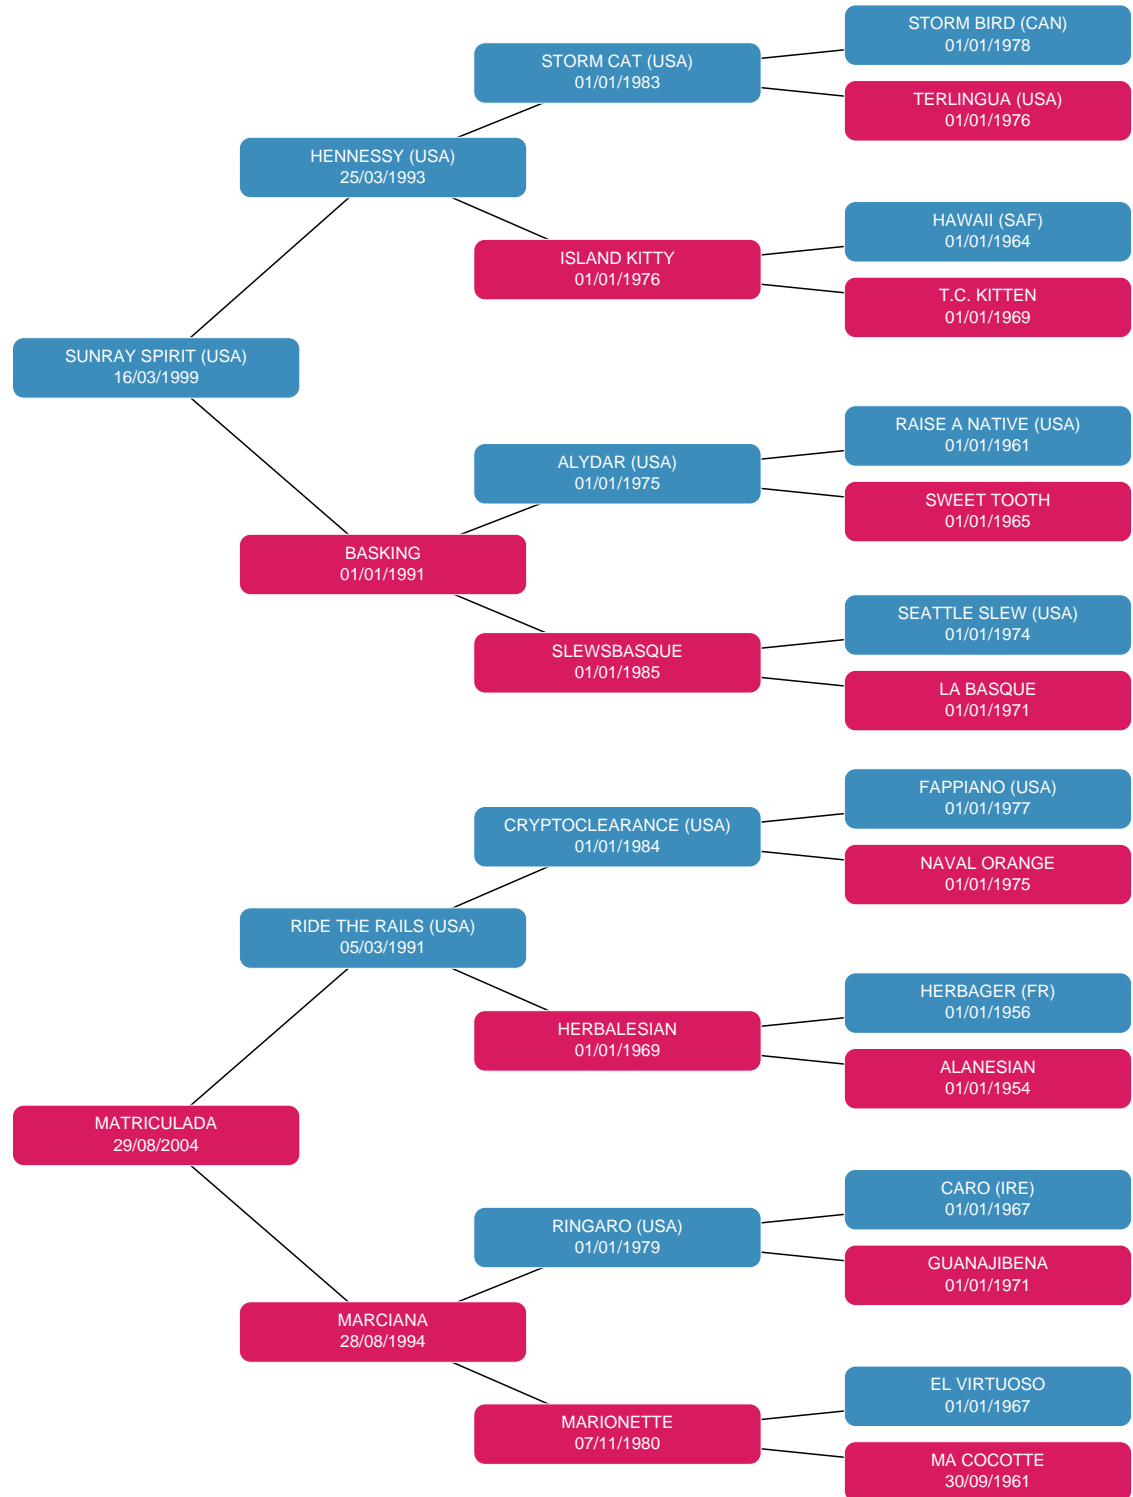 STORM BIRD (CAN)
01/01/1978
STORM CAT (USA)
01/01/1983
TERLINGUA (USA)
01/01/1976
HENNESSY (USA)
25/03/1993
HAWAII (SAF)
01/01/1964
ISLAND KITTY
01/01/1976
T.C. KITTEN
01/01/1969
SUNRAY SPIRIT (USA)
16/03/1999
RAISE A NATIVE (USA)
01/01/1961
ALYDAR (USA)
01/01/1975
SWEET TOOTH
01/01/1965
BASKING
01/01/1991
SEATTLE SLEW (USA)
01/01/1974
SLEWSBASQUE
01/01/1985
LA BASQUE
01/01/1971
FAPPIANO (USA)
01/01/1977
CRYPTOCLEARANCE (USA)
01/01/1984
NAVAL ORANGE
01/01/1975
RIDE THE RAILS (USA)
05/03/1991
HERBAGER (FR)
01/01/1956
HERBALESIAN
01/01/1969
ALANESIAN
01/01/1954
MATRICULADA
29/08/2004
CARO (IRE)
01/01/1967
RINGARO (USA)
01/01/1979
GUANAJIBENA
01/01/1971
MARCIANA
28/08/1994
EL VIRTUOSO
01/01/1967
MARIONETTE
07/11/1980
MA COCOTTE
30/09/1961